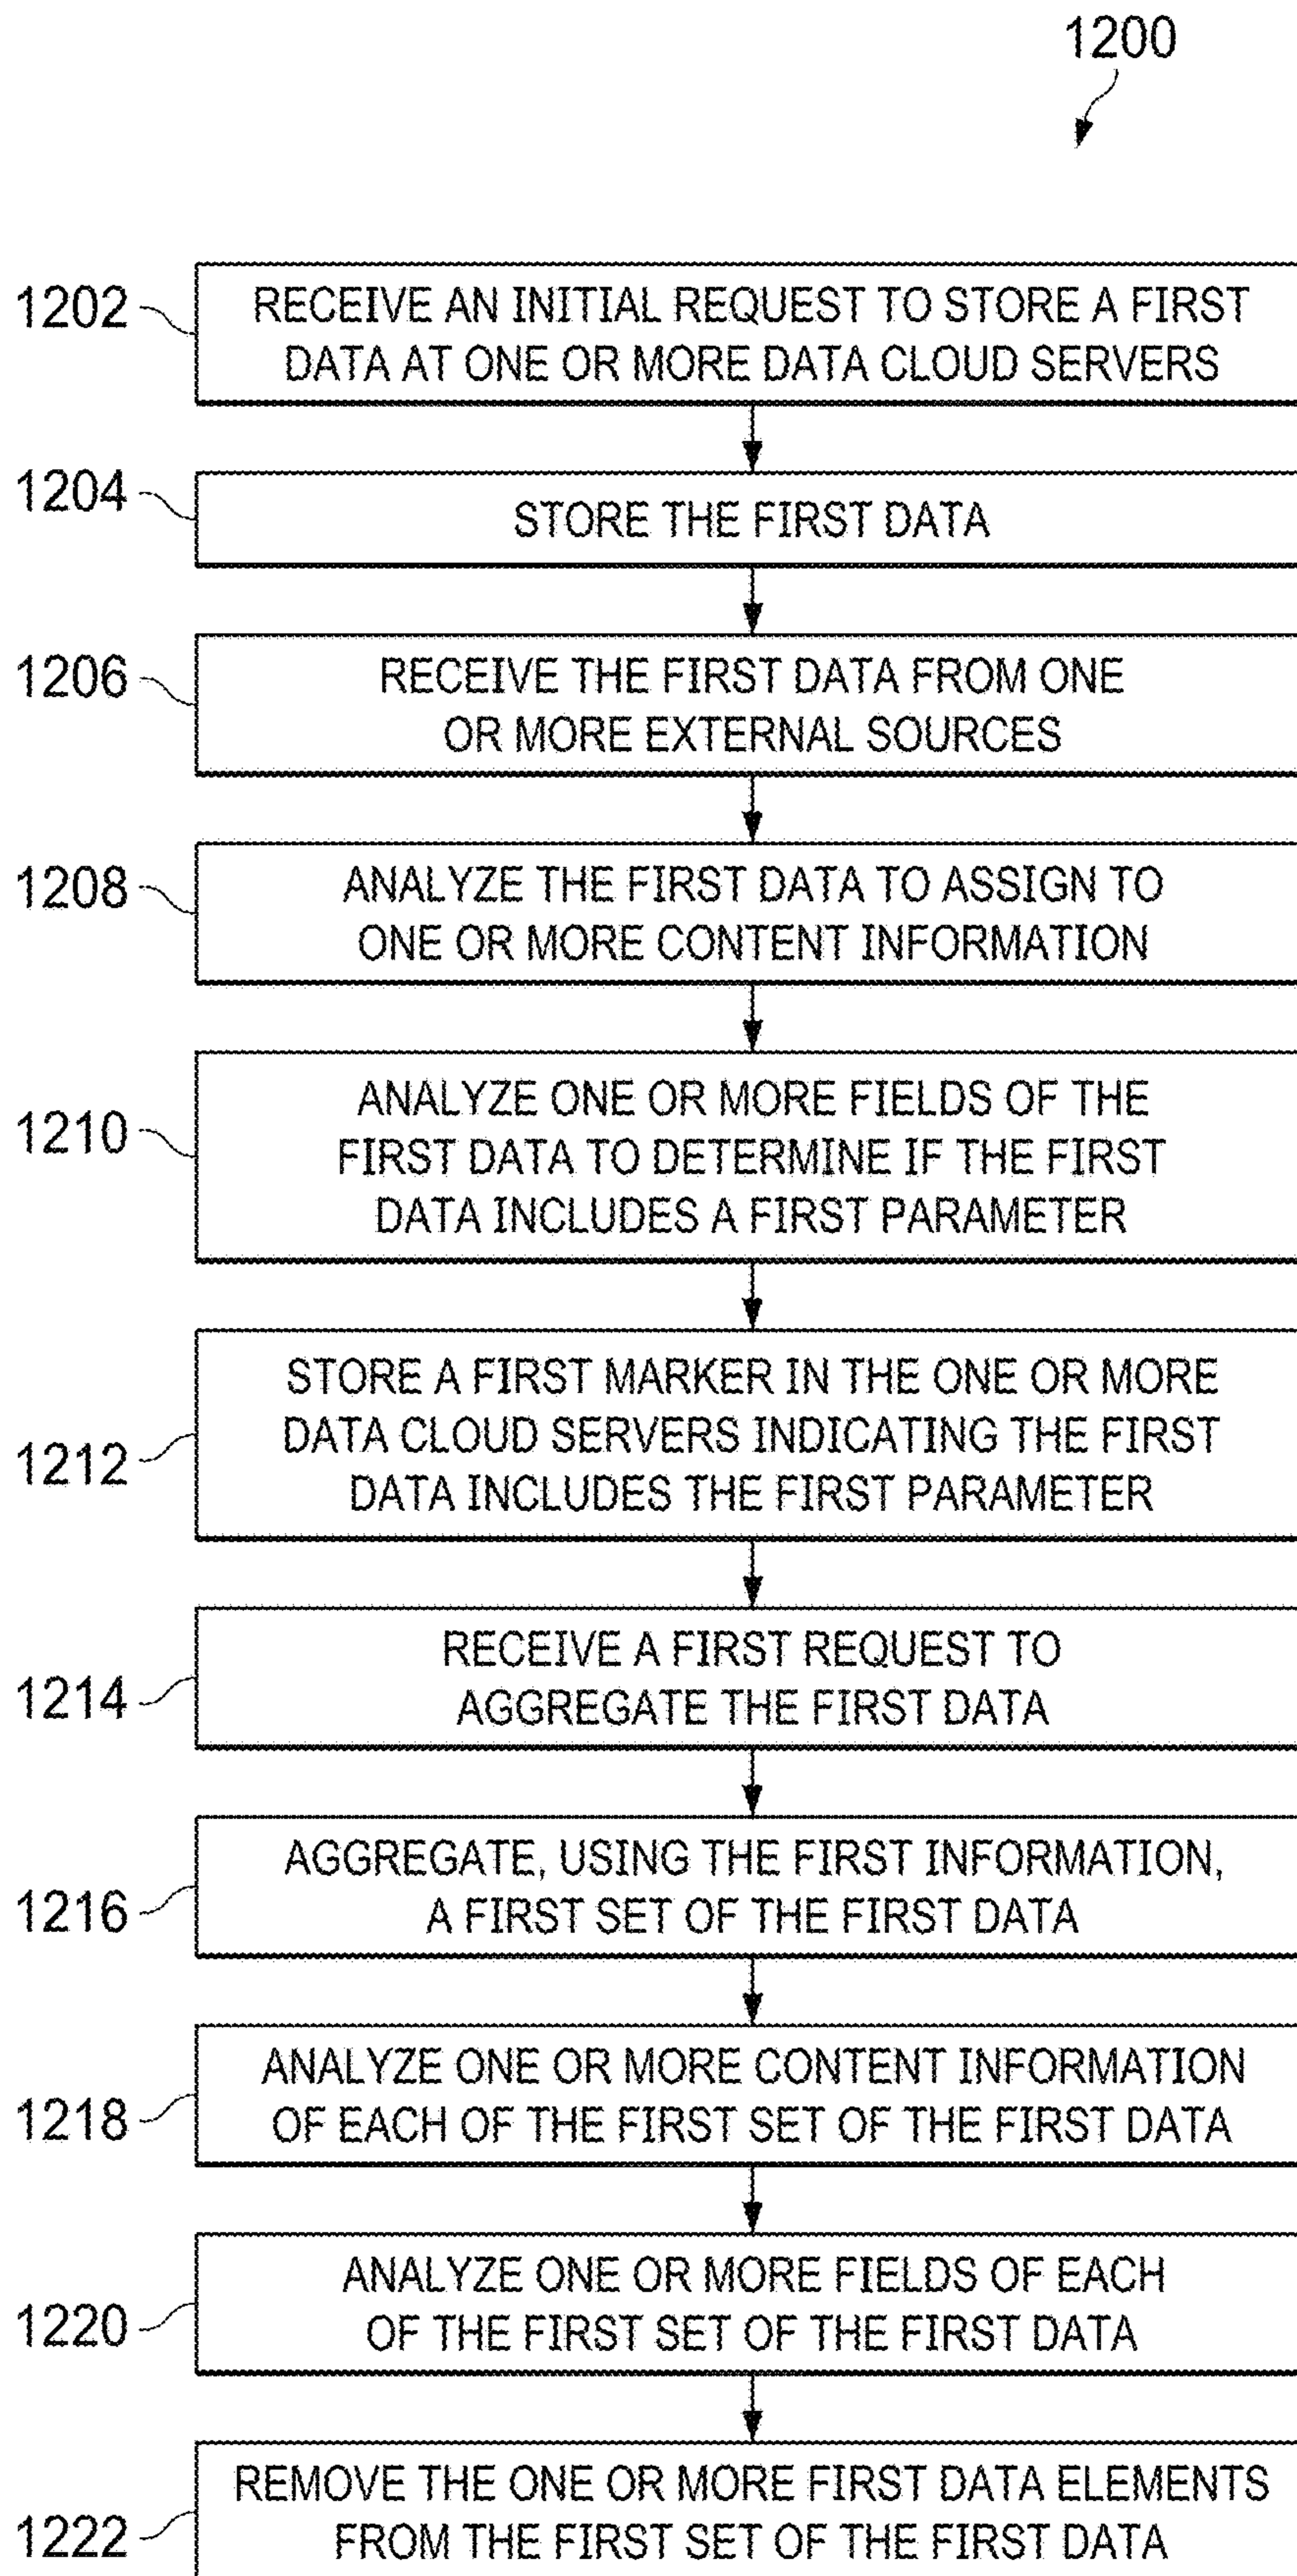 1200
1202
RECEIVE AN INITIAL REQUEST TO STORE A FIRST
DATA AT ONE OR MORE DATA CLOUD SERVERS
1204
STORE THE FIRST DATA
1206
RECEIVE THE FIRST DATA FROM ONE
OR MORE EXTERNAL SOURCES
1208
ANALYZE THE FIRST DATA TO ASSIGN TO
ONE OR MORE CONTENT INFORMATION
1210
ANALYZE ONE OR MORE FIELDS OF THE
FIRST DATA TO DETERMINE IF THE FIRST
DATA INCLUDES A FIRST PARAMETER
1212
STORE A FIRST MARKER IN THE ONE OR MORE
DATA CLOUD SERVERS INDICATING THE FIRST
DATA INCLUDES THE FIRST PARAMETER
1214
RECEIVE A FIRST REQUEST TO
AGGREGATE THE FIRST DATA
1216
AGGREGATE, USING THE FIRST INFORMATION,
A FIRST SET OF THE FIRST DATA
1218
ANALYZE ONE OR MORE CONTENT INFORMATION
OF EACH OF THE FIRST SET OF THE FIRST DATA
1220
ANALYZE ONE OR MORE FIELDS OF EACH
OF THE FIRST SET OF THE FIRST DATA
1222
REMOVE THE ONE OR MORE FIRST DATA ELEMENTS
FROM THE FIRST SET OF THE FIRST DATA